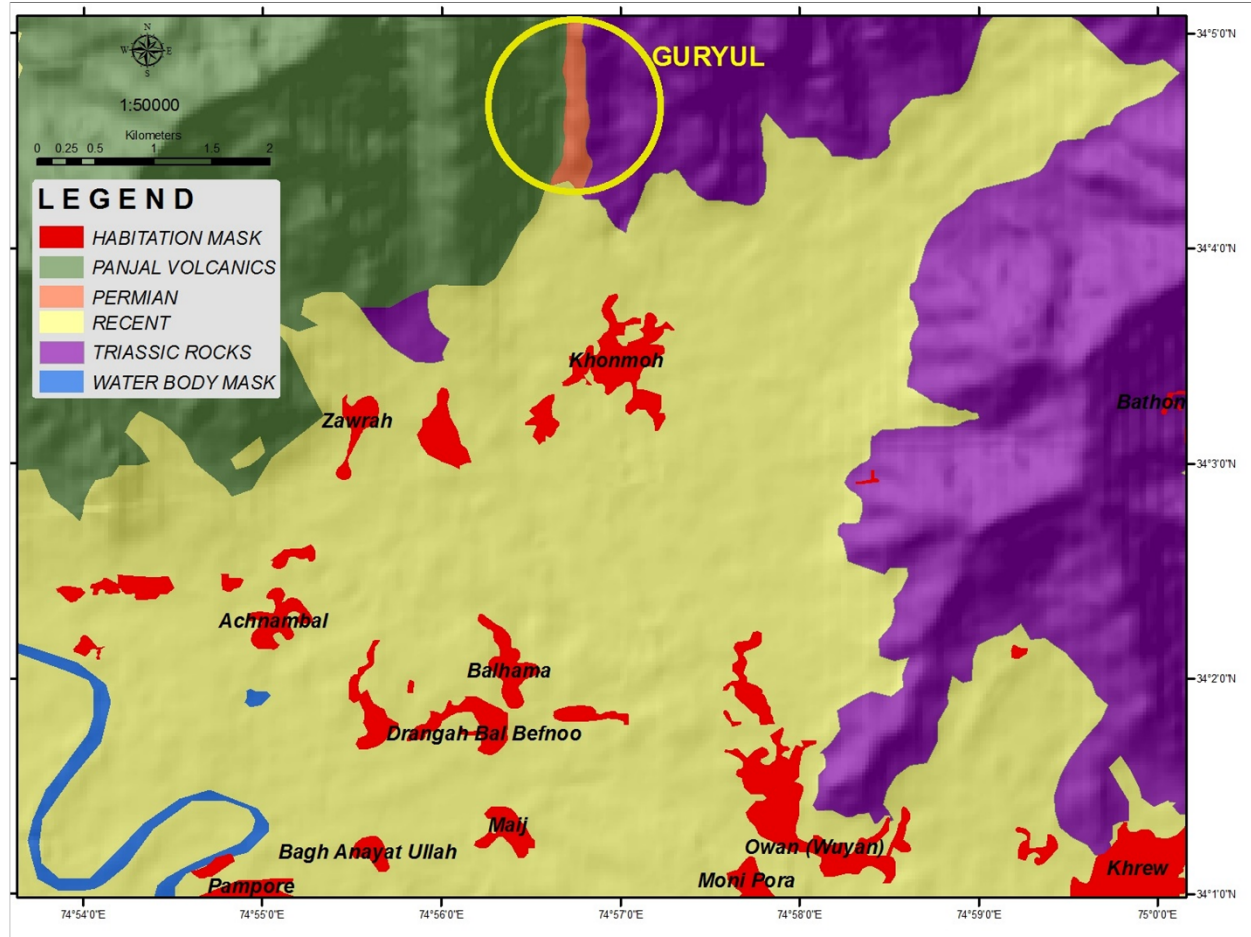 N
W E
S
1:50000
Kilometers
0 0.25 0.5 1 1.5 2
LEGEND
HABITATION MASK
PANJAL VOLCANICS
PERMIAN
RECENT
TRIASSIC ROCKS
WATER BODY MASK
GURYUL
34°5'0"N
34°4'0"N
Khonmoh
Zawrah
Bathon
34°3'0"N
Achnambal
Balhama
34°2'0"N
Drangah Bal Befnoo
Maij
Bagh Anayat Ullah
Owan (Wuyan)
Khrew
Moni Pora
Pampore
34°1'0"N
74°54'0"E 74°55'0"E 74°56'0"E 74°57'0"E 74°58'0"E 74°59'0"E 75°0'0"E